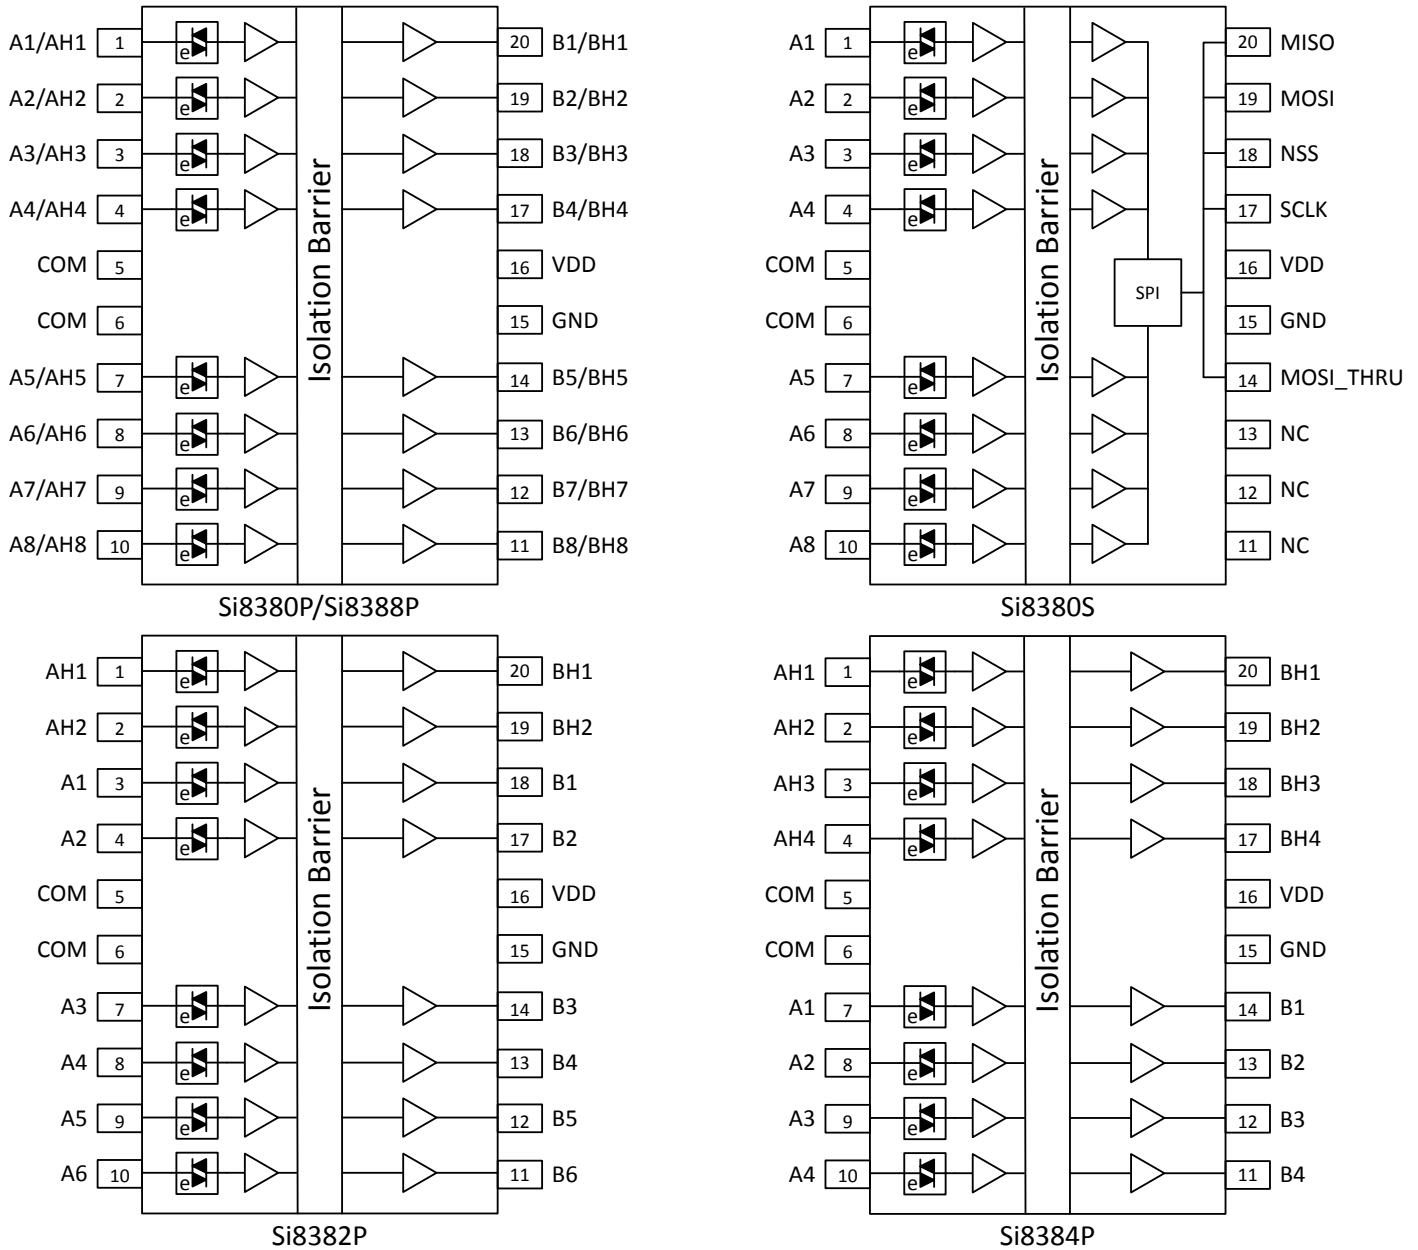 A1/AH1 1 20 B1/BH1
A2/AH2 2 e 19 B2/BH2
A3/AH3 3 e 18 B3/BH3
A4/AH4 4 e 17 B4/BH4
COM 5 16 VDD
COM 6 15 GND
A5/AH5 7 e 14 B5/BH5
A6/AH6 8 e 13 B6/BH6
A7/AH7 9 e 12 B7/BH7
A8/AH8 10 e 11 B8/BH8
e
Isolation Barrier
Si8380P/Si8388P
A1 1 e 20 MISO
A2 2 e 19 MOSI
A3 3 e 18 NSS
A4 4 e 17 SCLK
COM 5 16 VDD
SPI
COM 6 15 GND
A5 7 e 14 MOSI_THRU
A6 8 e 13 NC
A7 9 e 12 NC
A8 10 e 11 NC
Isolation Barrier
Si8380S
AH1 1 e 20 BH1
AH2 2 e 19 BH2
A1 3 e 18 B1
A2 4 e 17 B2
COM 5 16 VDD
COM 6 15 GND
A3 7 e 14 B3
A4 8 e 13 B4
A5 9 e 12 B5
A6 10 e 11 B6
Isolation Barrier
Si8382P
AH1 1 e 20 BH1
AH2 2 e 19 BH2
AH3 3 e 18 BH3
AH4 4 e 17 BH4
COM 5 16 VDD
COM 6 15 GND
A1 7 e 14 B1
A2 8 e 13 B2
A3 9 e 12 B3
A4 10 e 11 B4
Isolation Barrier
Si8384P